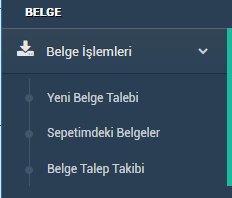 BELGE
Belge İşlemleri
Yeni Belge Talebi
Sepetimdeki Belgeler
Belge Talep Takibi